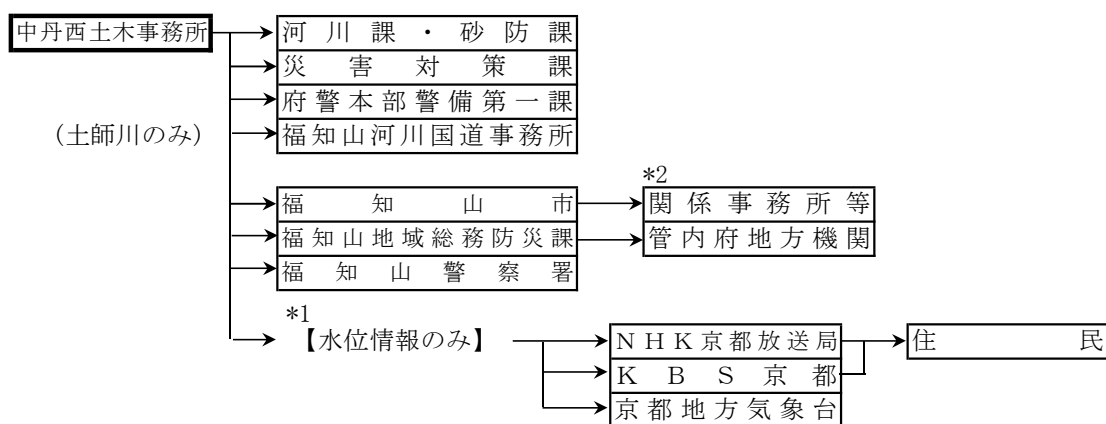 中丹西土木事務所
河川課・砂防課
災害対策課
府警本部警備第一課
(土師川のみ)
福知山河川国道事務所
*2
福知山市
関係事務所等
福知山地域総務防災課
管内府地方機関
福知山警察署
*1
【水位情報のみ】
NHK京都放送局
住民
KBS京都
京都地方気象台